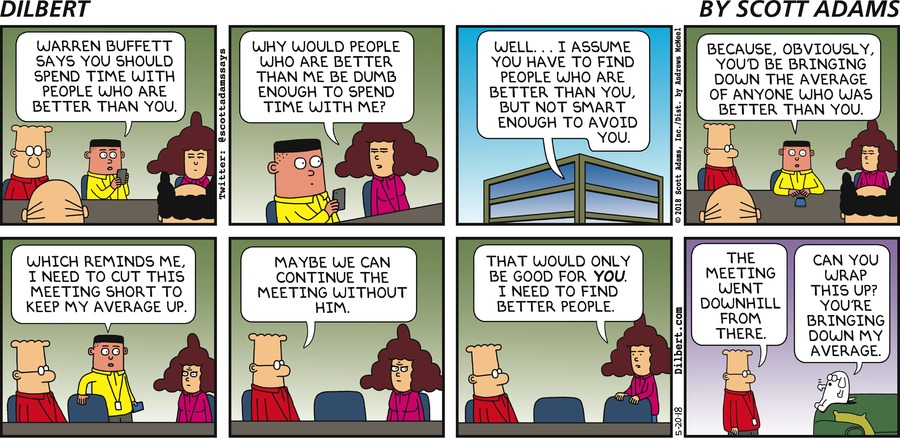 DILBERT
BY SCOTT ADAMS
WARREN BUFFETT
SAYS YOU SHOULD
SPEND TIME WITH
PEOPLE WHO ARE
BETTER THAN YOU.
Twitter: @scottadamssays
WHY WOULD PEOPLE
WHO ARE BETTER
THAN ME BE DUMB
ENOUGH TO SPEND
TIME WITH ME?
WELL... I ASSUME
YOU HAVE TO FIND
PEOPLE WHO ARE
BETTER THAN YOU,
BUT NOT SMART
ENOUGH TO AVOID
YOU.
© 2018 Scott Adams, Inc./Dist. by Andrews McMeel
BECAUSE, OBVIOUSLY,
YOU'D BE BRINGING
DOWN THE AVERAGE
OF ANYONE WHO WAS
BETTER THAN YOU.
WHICH REMINDS ME,
I NEED TO CUT THIS
MEETING SHORT TO
KEEP MY AVERAGE UP.
MAYBE WE CAN
CONTINUE THE
MEETING WITHOUT
HIM.
THAT WOULD ONLY
BE GOOD FOR YOU.
I NEED TO FIND
BETTER PEOPLE.
Dilbert.com
5-20-18
THE
MEETING
WENT
DOWNHILL
FROM
THERE.
CAN YOU
WRAP
THIS UP?
YOU'RE
BRINGING
DOWN MY
AVERAGE.